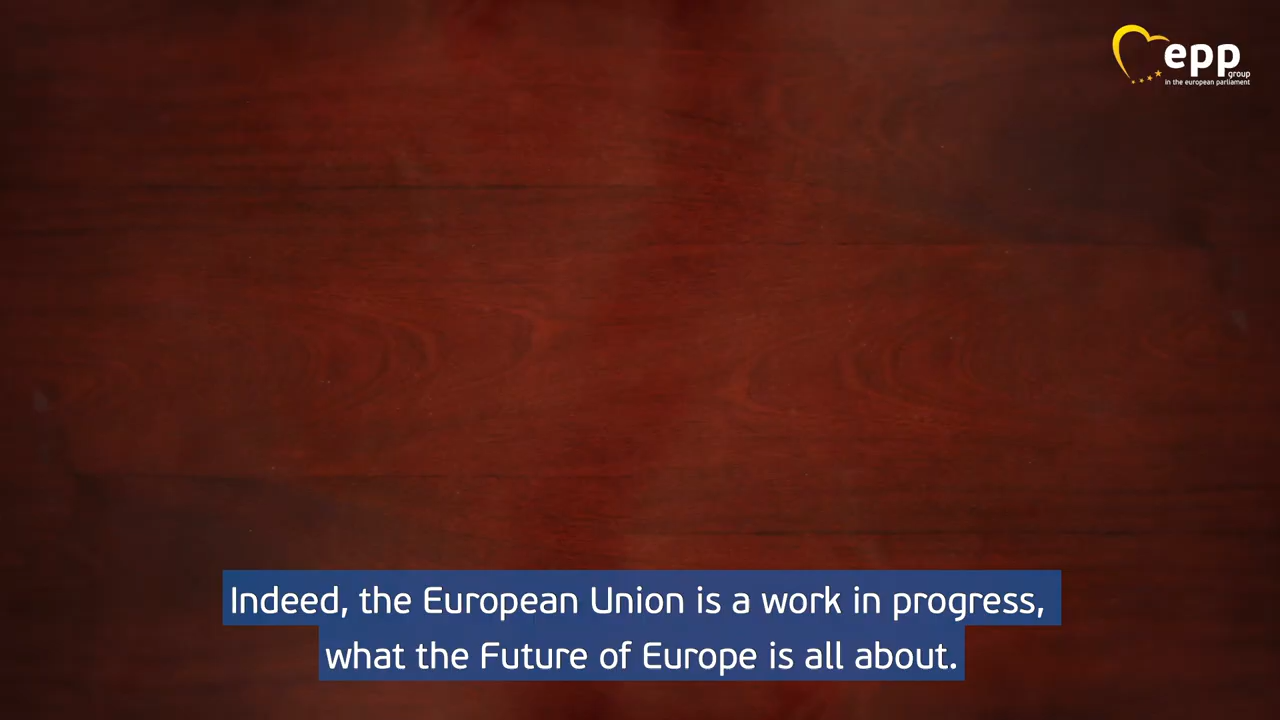 epp
group
in the european parliament
Indeed, the European Union is a work in progress,
what the Future of Europe is all about.